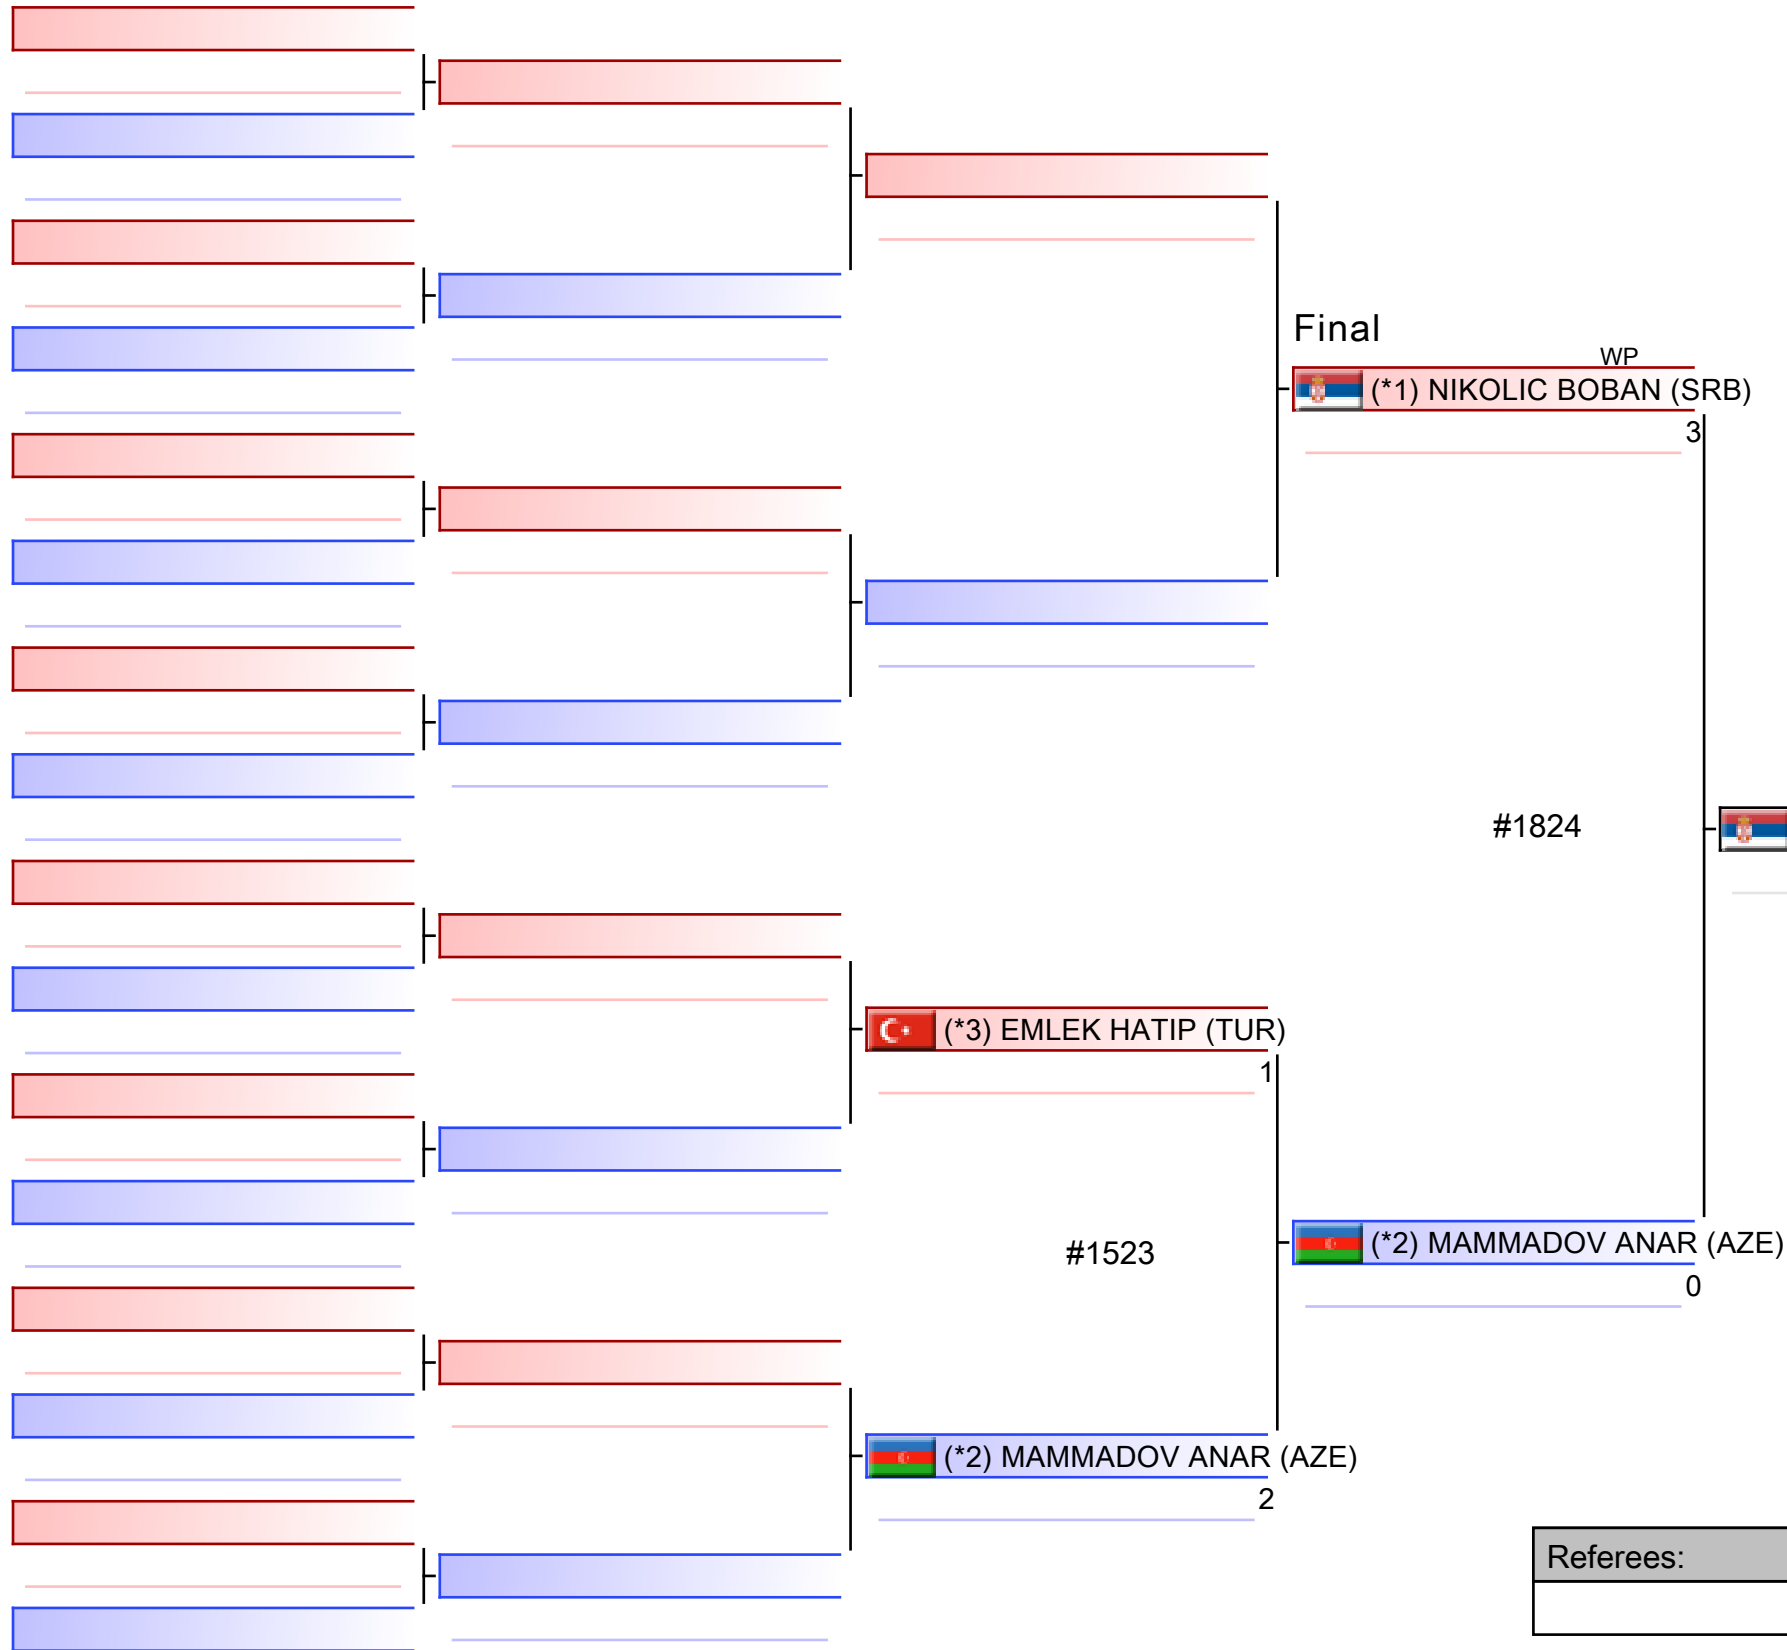 Final
WP
(*1) NIKOLIC BOBAN (SRB)
3
#1824
(*3) EMLEK HATIP (TUR)
1
#1523
(*2) MAMMADOV ANAR (AZE)
0
(*2) MAMMADOV ANAR (AZE)
2
Referees: